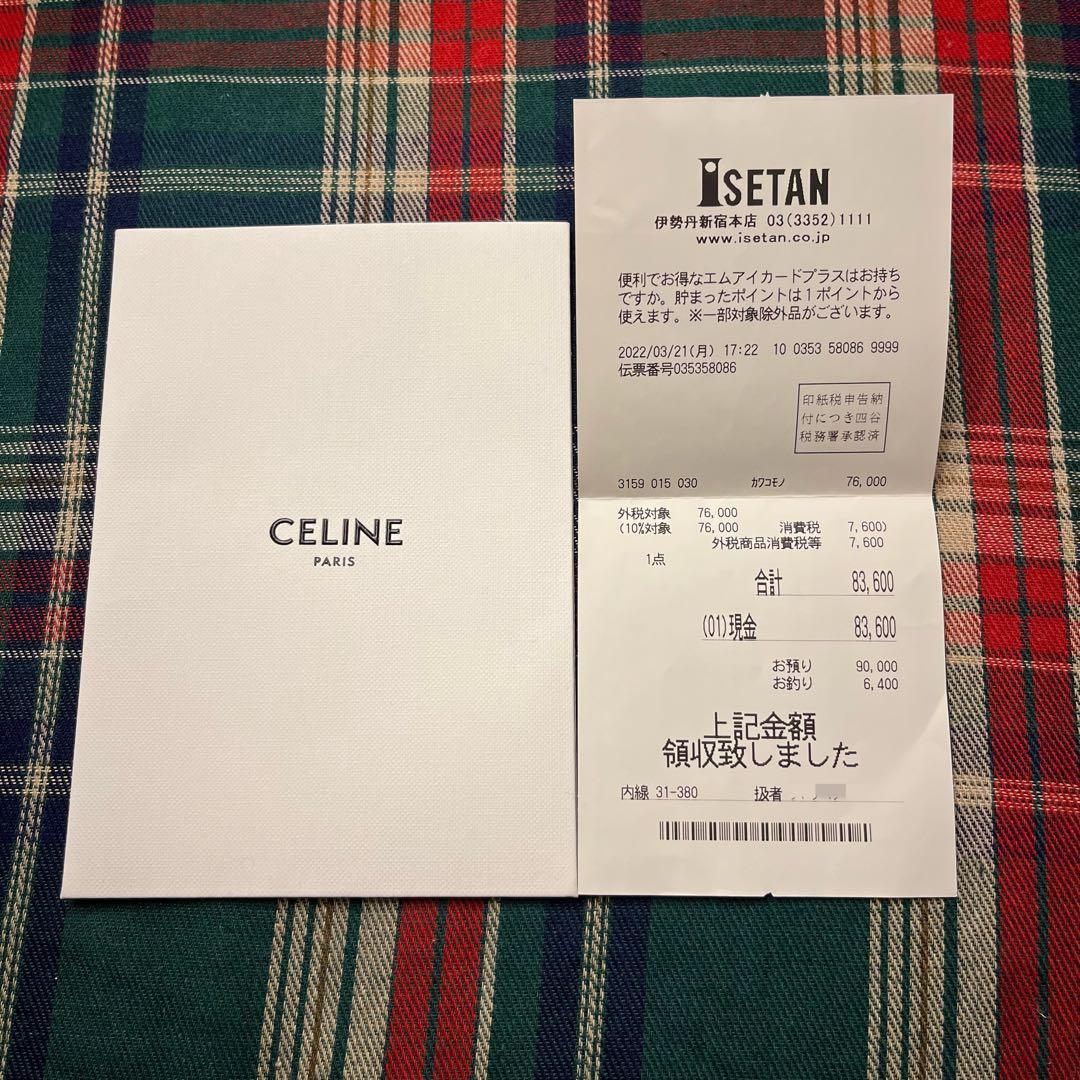 CELINE
PARIS
ISETAN
伊勢丹新宿本店 03(3352)1111
www.isetan.co.jp
便利でお得なエムアイカードプラスはお持ち
ですか。貯まったポイントは1ポイントから
使えます。※一部対象除外品がございます。
2022/03/21(月) 17:22 10 0353 58086 9999
伝票番号035358086
印紙税申告納
付につき四谷
税務署承認済
3159 015 030 カワコモノ 76,000
外税対象 76,000
(10%対象 76,000 消費税 7,600)
外税商品消費税等 7,600
1点
合計 83,600
(01)現金 83,600
お預り 90,000
お釣り 6,400
上記金額
領収致しました
内線 31-380 扱者